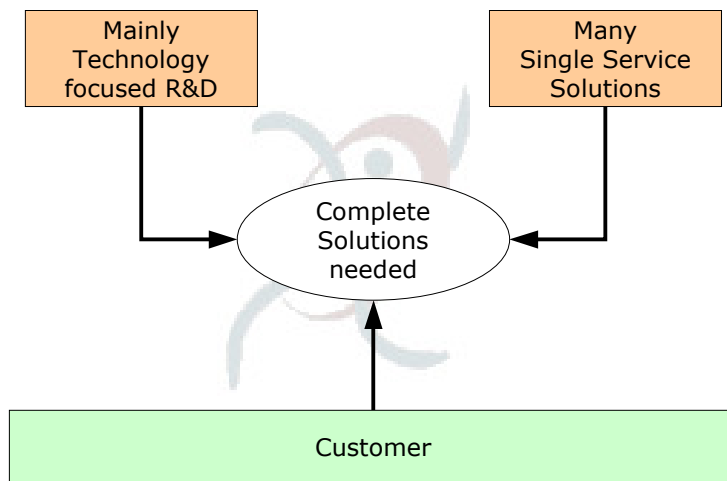 Mainly
Technology
focused R&D
Many
Single Service
Solutions
Complete
Solutions
needed
Customer